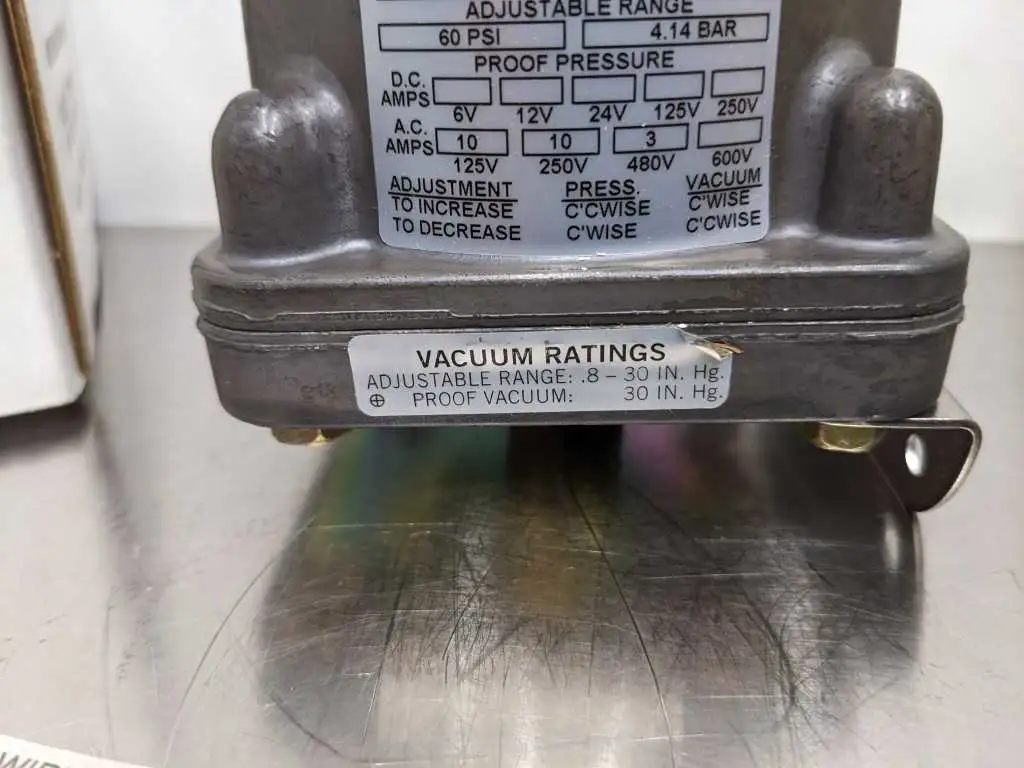 ADJUSTABLE RANGE
60 PSI 4.14 BAR
PROOF PRESSURE
D.C. AMPS
6V 12V 24V 125V 250V
A.C. AMPS 10 10 3
125V 250V 480V 600V
ADJUSTMENT PRESS. VACUUM
TO INCREASE C'CWISE C'WISE
TO DECREASE C'WISE C'CWISE
VACUUM RATINGS
ADJUSTABLE RANGE: .8 – 30 IN. Hg.
⊕ PROOF VACUUM: 30 IN. Hg.